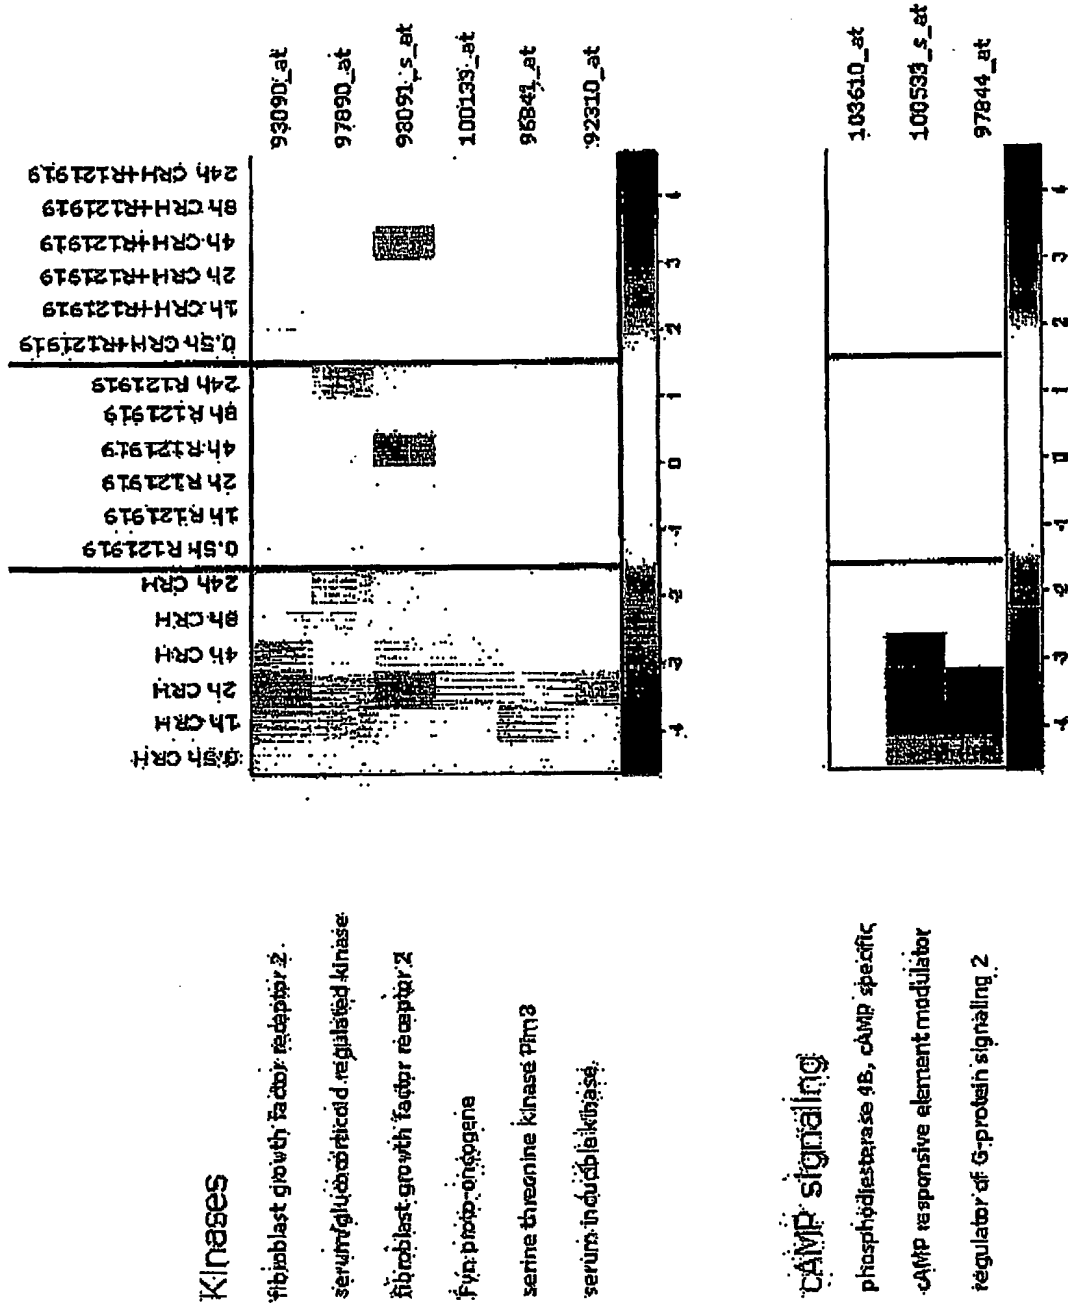 Kinases
fibroblast growth factor receptor 2
serum/glucocorticoid regulated kinase
fibroblast growth factor receptor 2
Fyn proto-oncogene
serine threonine kinase Pim3
serum inducible kinase
0.5h CRH
1h CRH
2h CRH
4h CRH
8h CRH
24h CRH
0.5h R121919
1h R121919
2h R121919
4h R121919
8h R121919
24h R121919
0.5h CRH+R121919
1h CRH+R121919
2h CRH+R121919
4h CRH+R121919
8h CRH+R121919
24h CRH+R121919
93090_at
97890_at
98091_s_at
100133_at
96841_at
92310_at
-4 -3 -2 -1 0 1 2 3 4
cAMP signaling
phosphodiesterase 4B, cAMP specific
cAMP responsive element modulator
regulator of G-protein signaling 2
103610_at
100533_s_at
97844_at
-4 -3 -2 -1 0 1 2 3 4